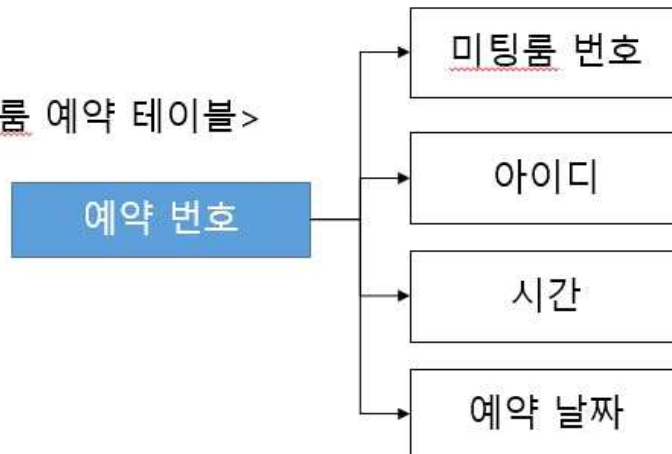 미팅룸 번호
룸 예약 테이블>
아이디
예약 번호
시간
예약 날짜